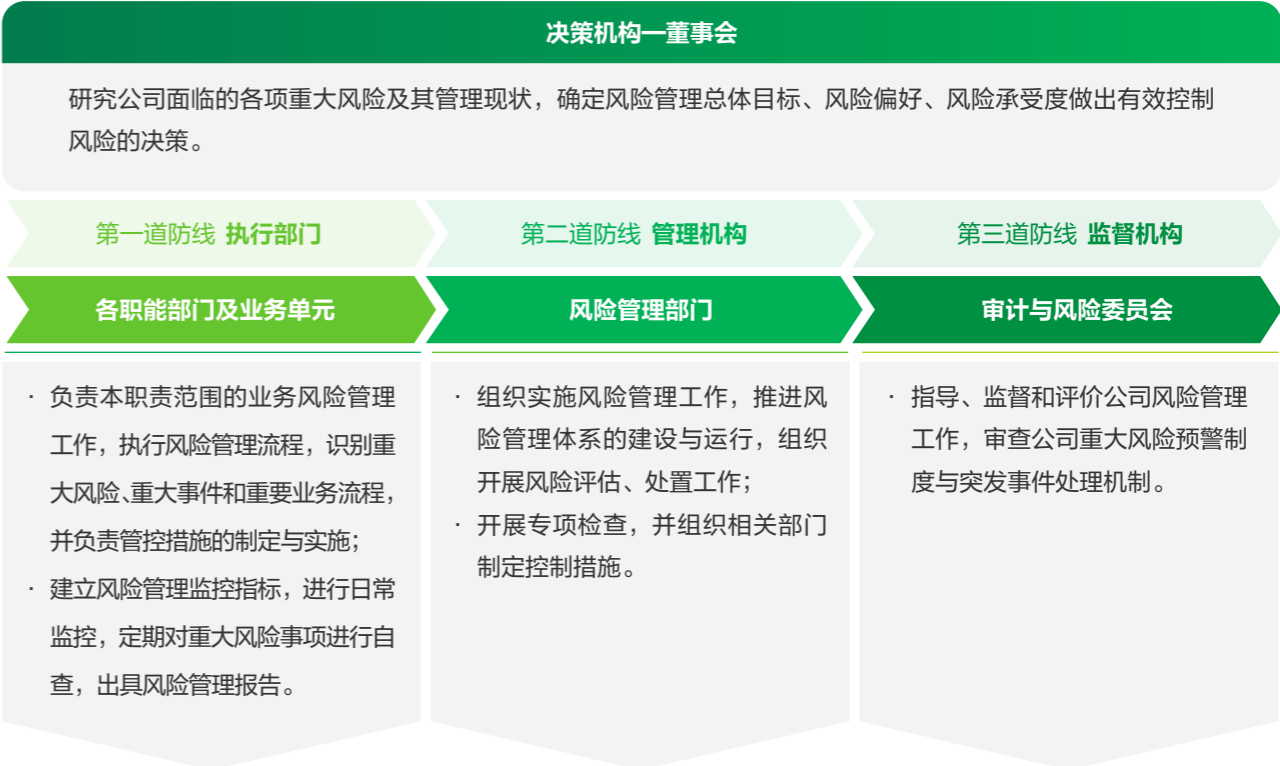 决策机构—董事会
研究公司面临的各项重大风险及其管理现状，确定风险管理总体目标、风险偏好、风险承受度做出有效控制
风险的决策。
第一道防线 执行部门
第二道防线 管理机构
第三道防线 监督机构
各职能部门及业务单元
风险管理部门
审计与风险委员会
· 负责本职责范围的业务风险管理
工作，执行风险管理流程，识别重
大风险、重大事件和重要业务流程，
并负责管控措施的制定与实施；
· 建立风险管理监控指标，进行日常
监控，定期对重大风险事项进行自
查，出具风险管理报告。
· 组织实施风险管理工作，推进风
险管理体系的建设与运行，组织
开展风险评估、处置工作；
· 开展专项检查，并组织相关部门
制定控制措施。
· 指导、监督和评价公司风险管理
工作，审查公司重大风险预警制
度与突发事件处理机制。